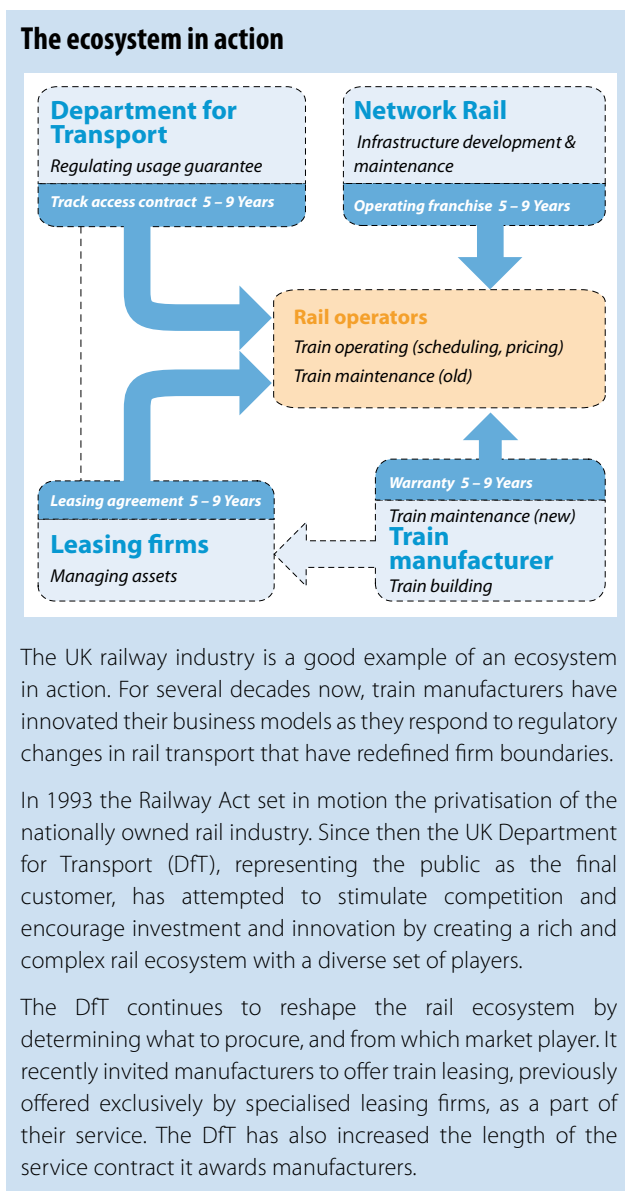 The ecosystem in action
Department for
Transport
Regulating usage guarantee
Track access contract 5 – 9 Years
Network Rail
Infrastructure development &
maintenance
Operating franchise 5 – 9 Years
Rail operators
Train operating (scheduling, pricing)
Train maintenance (old)
Leasing agreement 5 – 9 Years
Leasing firms
Managing assets
Warranty 5 – 9 Years
Train maintenance (new)
Train
manufacturer
Train building
The UK railway industry is a good example of an ecosystem
in action. For several decades now, train manufacturers have
innovated their business models as they respond to regulatory
changes in rail transport that have redefined firm boundaries.
In 1993 the Railway Act set in motion the privatisation of the
nationally owned rail industry. Since then the UK Department
for Transport (DfT), representing the public as the final
customer, has attempted to stimulate competition and
encourage investment and innovation by creating a rich and
complex rail ecosystem with a diverse set of players.
The DfT continues to reshape the rail ecosystem by
determining what to procure, and from which market player. It
recently invited manufacturers to offer train leasing, previously
offered exclusively by specialised leasing firms, as a part of
their service. The DfT has also increased the length of the
service contract it awards manufacturers.